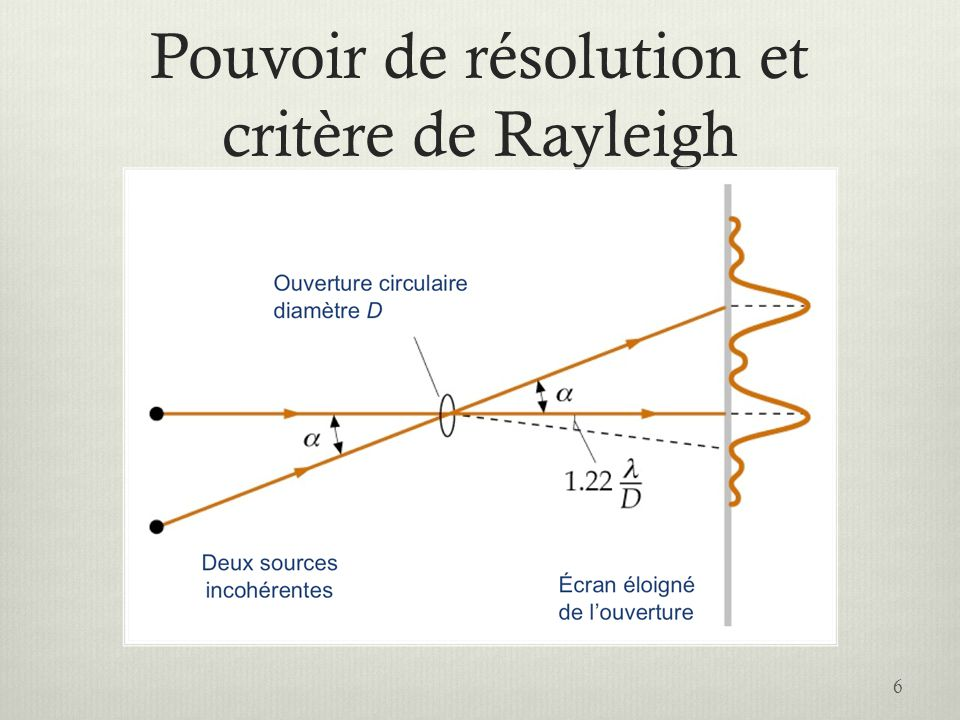 Pouvoir de résolution et
critère de Rayleigh
Ouverture circulaire
diamètre D
α
α
1.22 λ/D
Deux sources
incohérentes
Écran éloigné
de l’ouverture
6